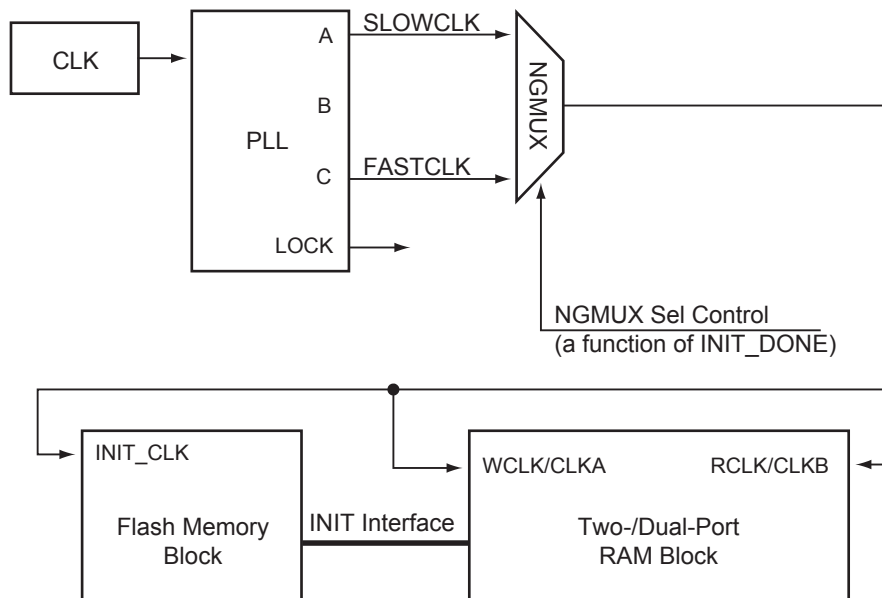 CLK
PLL
A
B
C
LOCK
SLOWCLK
FASTCLK
NGMUX
NGMUX Sel Control
(a function of INIT_DONE)
INIT_CLK
Flash Memory
Block
INIT Interface
WCLK/CLKA
RCLK/CLKB
Two-/Dual-Port
RAM Block